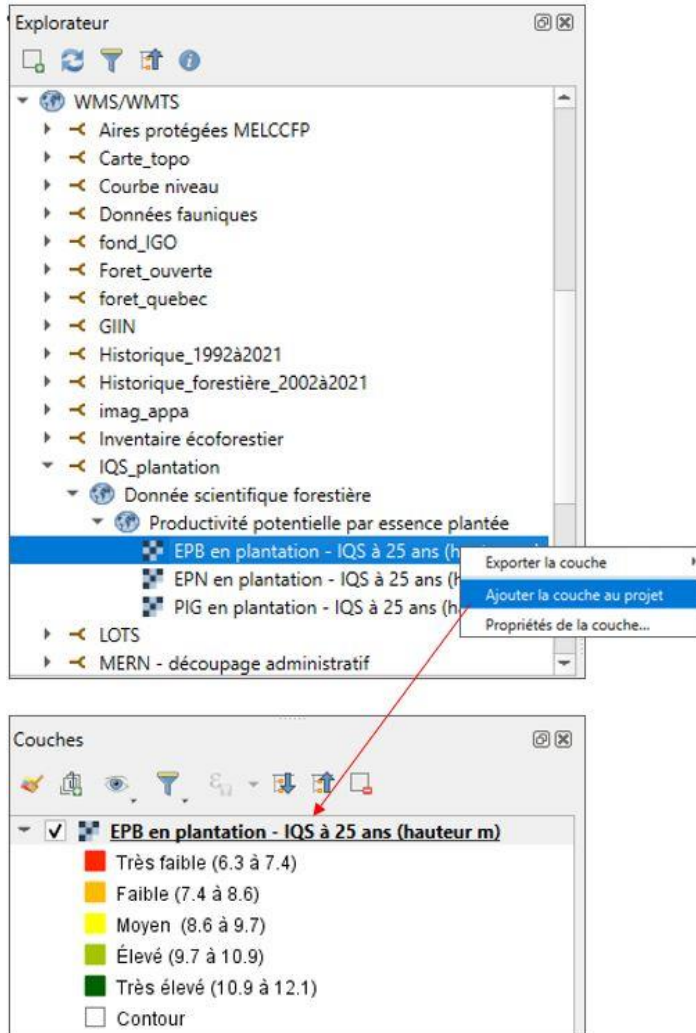 Explorateur
WMS/WMTS
Aires protégées MELCCFP
Carte_topo
Courbe niveau
Données fauniques
fond_IGO
Foret_ouverte
foret_quebec
GIIN
Historique_1992à2021
Historique_forestière_2002à2021
imag_appa
Inventaire écoforestier
IQS_plantation
Donnée scientifique forestière
Productivité potentielle par essence plantée
EPB en plantation - IQS à 25 ans
EPN en plantation - IQS à 25 ans
PIG en plantation - IQS à 25 ans
LOTS
MERN - découpage administratif
Exporter la couche
Ajouter la couche au projet
Propriétés de la couche...
Couches
EPB en plantation - IQS à 25 ans (hauteur m)
Très faible (6.3 à 7.4)
Faible (7.4 à 8.6)
Moyen (8.6 à 9.7)
Élevé (9.7 à 10.9)
Très élevé (10.9 à 12.1)
Contour